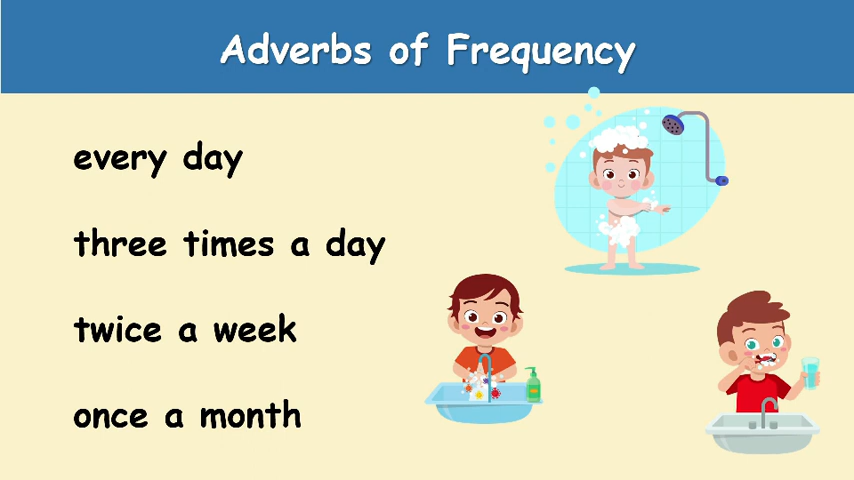 Adverbs of Frequency
every day
three times a day
twice a week
once a month